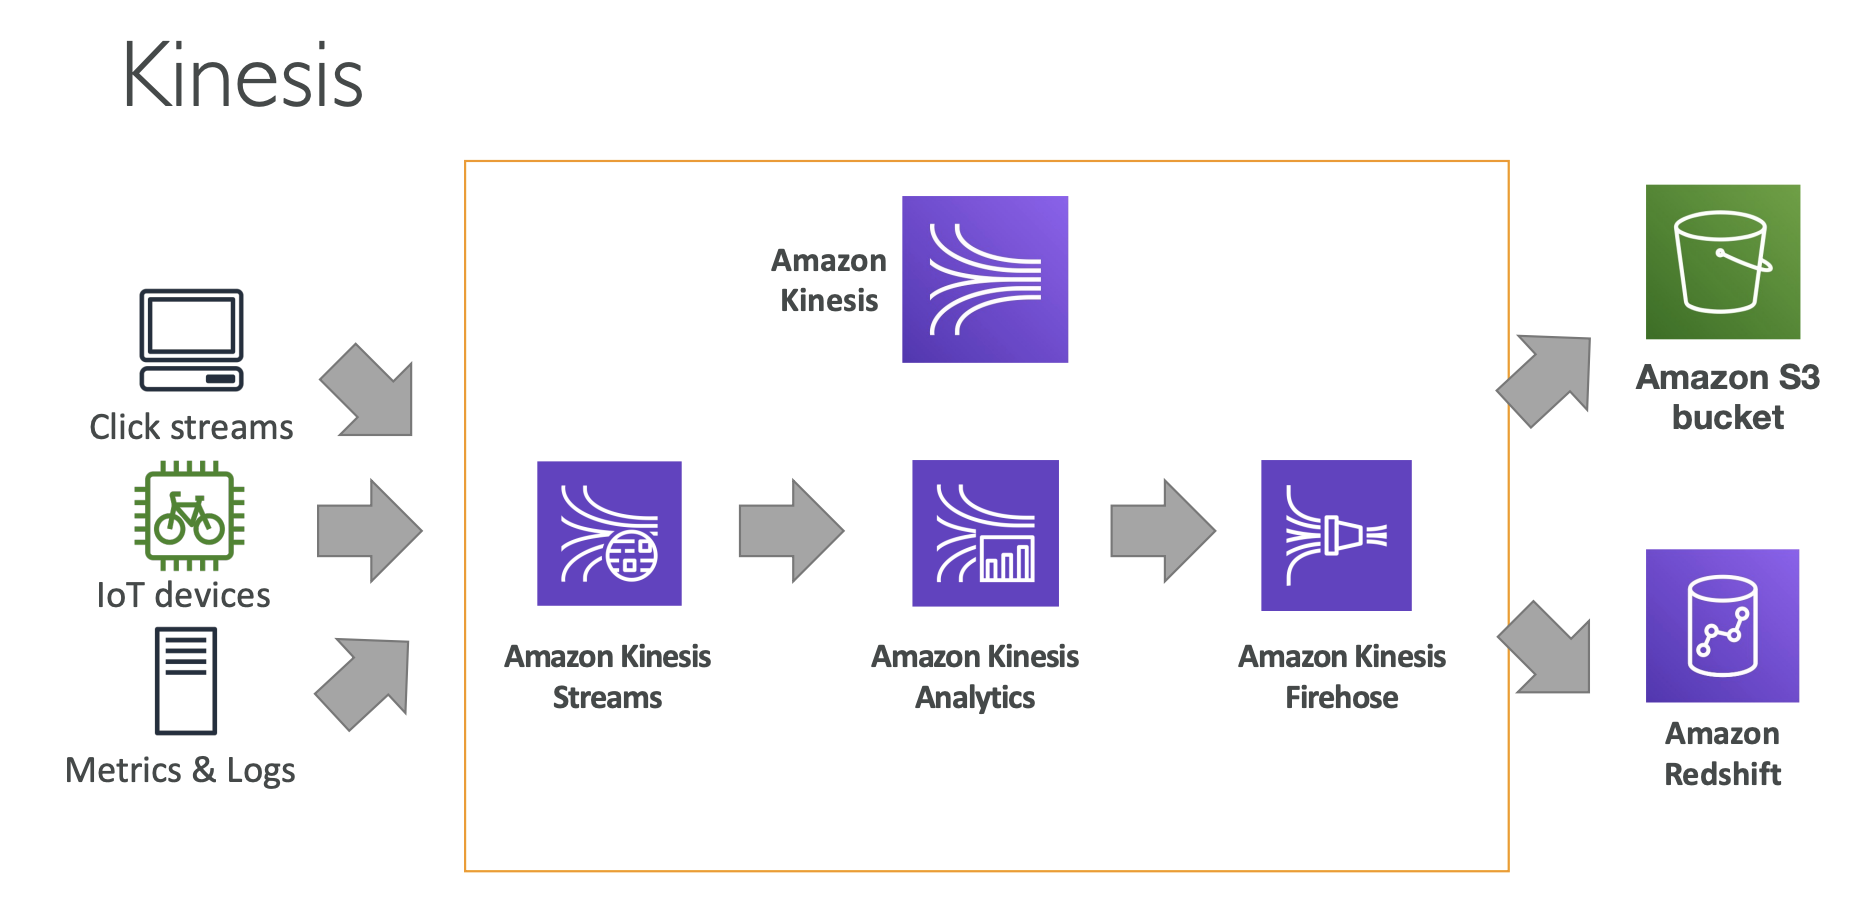 Kinesis
Amazon
Kinesis
Click streams
IoT devices
Metrics & Logs
Amazon Kinesis
Streams
Amazon Kinesis
Analytics
Amazon Kinesis
Firehose
Amazon S3
bucket
Amazon
Redshift